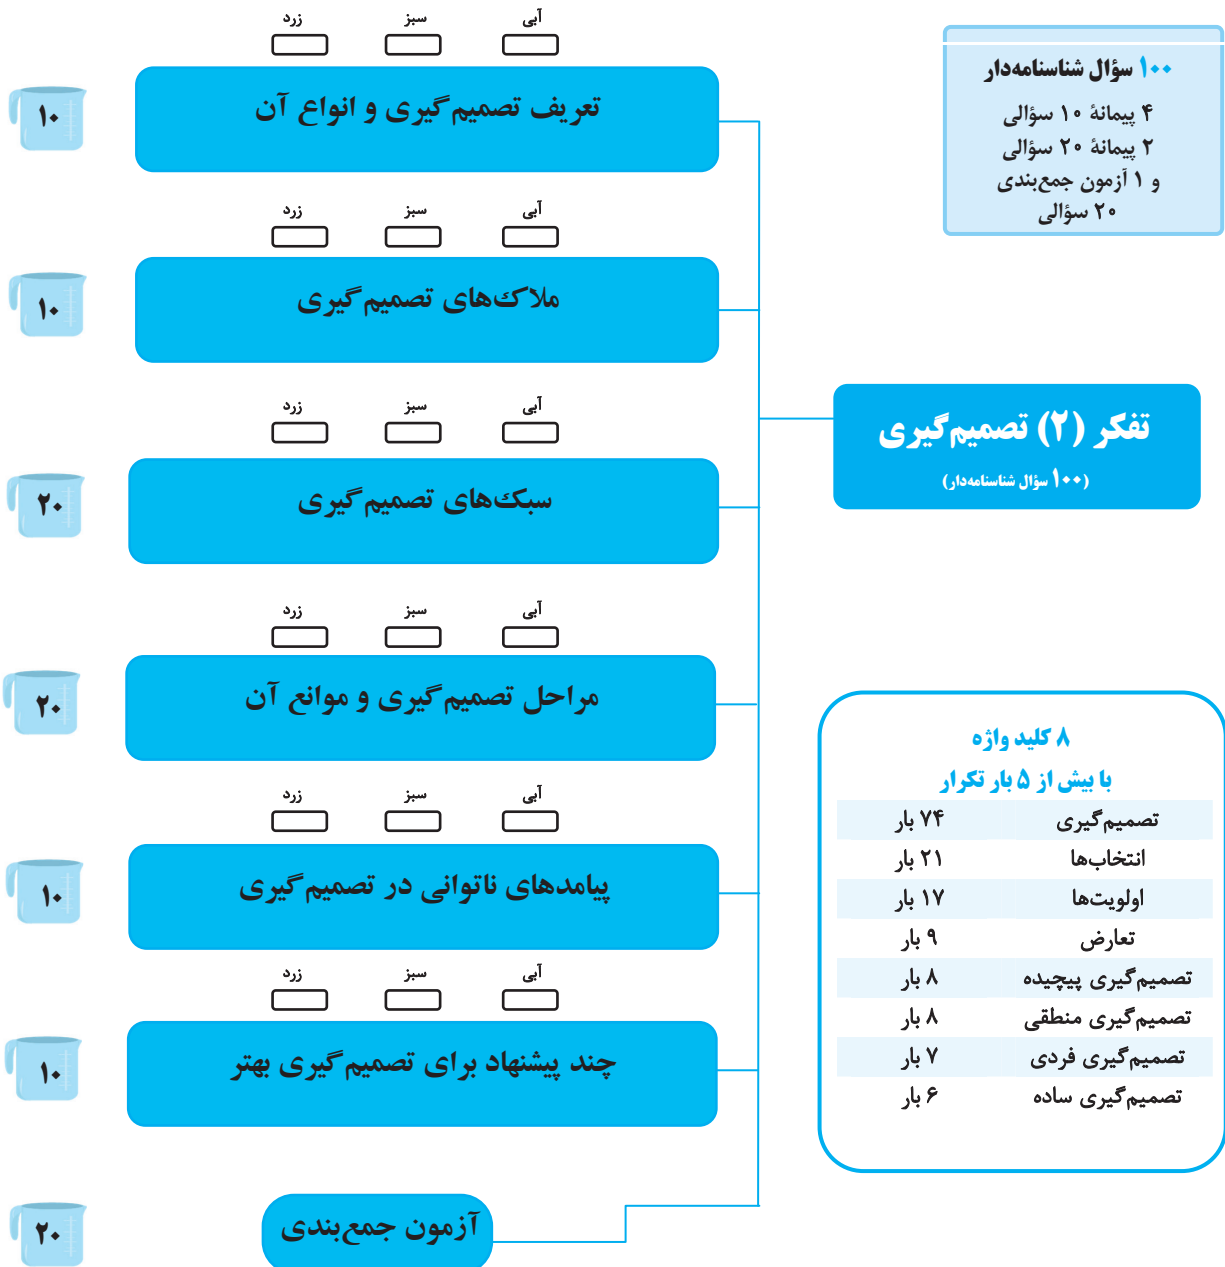 ۱۰۰ سؤال شناسنامه‌دار
۴ پیمانهٔ ۱۰ سؤالی
۲ پیمانهٔ ۲۰ سؤالی
و ۱ آزمون جمع‌بندی
۲۰ سؤالی
تفکر (۲) تصمیم‌گیری
(۱۰۰ سؤال شناسنامه‌دار)
آبی سبز زرد
تعریف تصمیم‌گیری و انواع آن
۱۰
آبی سبز زرد
ملاک‌های تصمیم‌گیری
۱۰
آبی سبز زرد
سبک‌های تصمیم‌گیری
۲۰
آبی سبز زرد
مراحل تصمیم‌گیری و موانع آن
۲۰
آبی سبز زرد
پیامدهای ناتوانی در تصمیم‌گیری
۱۰
آبی سبز زرد
چند پیشنهاد برای تصمیم‌گیری بهتر
۱۰
آزمون جمع‌بندی
۲۰
۸ کلید واژه
با بیش از ۵ بار تکرار
تصمیم‌گیری ۷۴ بار
انتخاب‌ها ۲۱ بار
اولویت‌ها ۱۷ بار
تعارض ۹ بار
تصمیم‌گیری پیچیده ۸ بار
تصمیم‌گیری منطقی ۸ بار
تصمیم‌گیری فردی ۷ بار
تصمیم‌گیری ساده ۶ بار